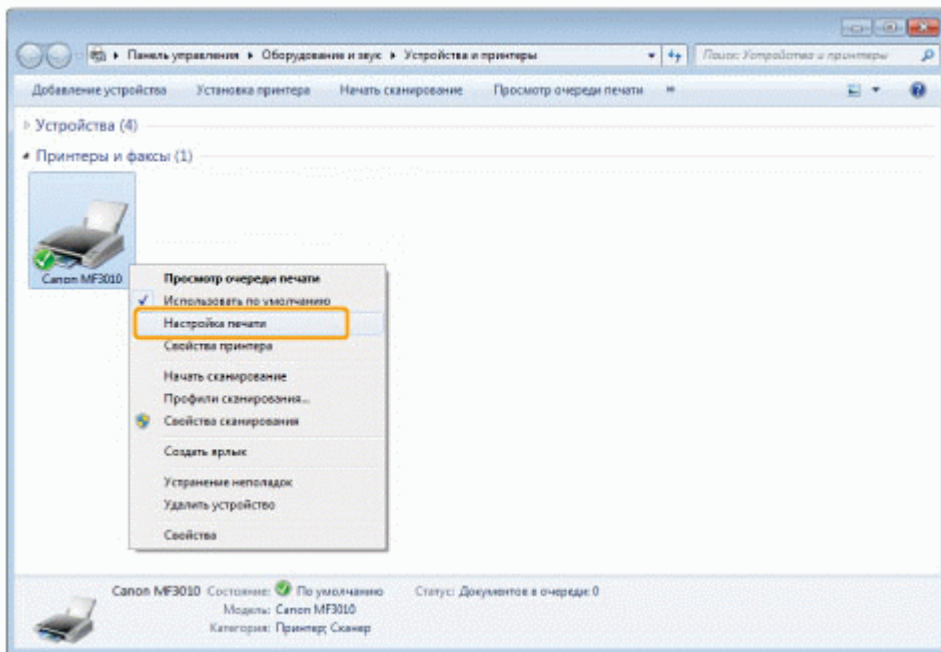 Панель управления Оборудование и звук Устройства и принтеры Поиск: Устройства и принтеры
Добавление устройства Установка принтера Начать сканирование Просмотр очереди печати »
Устройства (4)
Принтеры и факсы (1)
Canon MF3010
Просмотр очереди печати
Использовать по умолчанию
Настройка печати
Свойства принтера
Начать сканирование
Профили сканирования...
Свойства сканирования
Создать ярлык
Устранение неполадок
Удалить устройство
Свойства
Canon MF3010 Состояние: По умолчанию Статус: Документов в очереди: 0
Модель: Canon MF3010
Категория: Принтер; Сканер